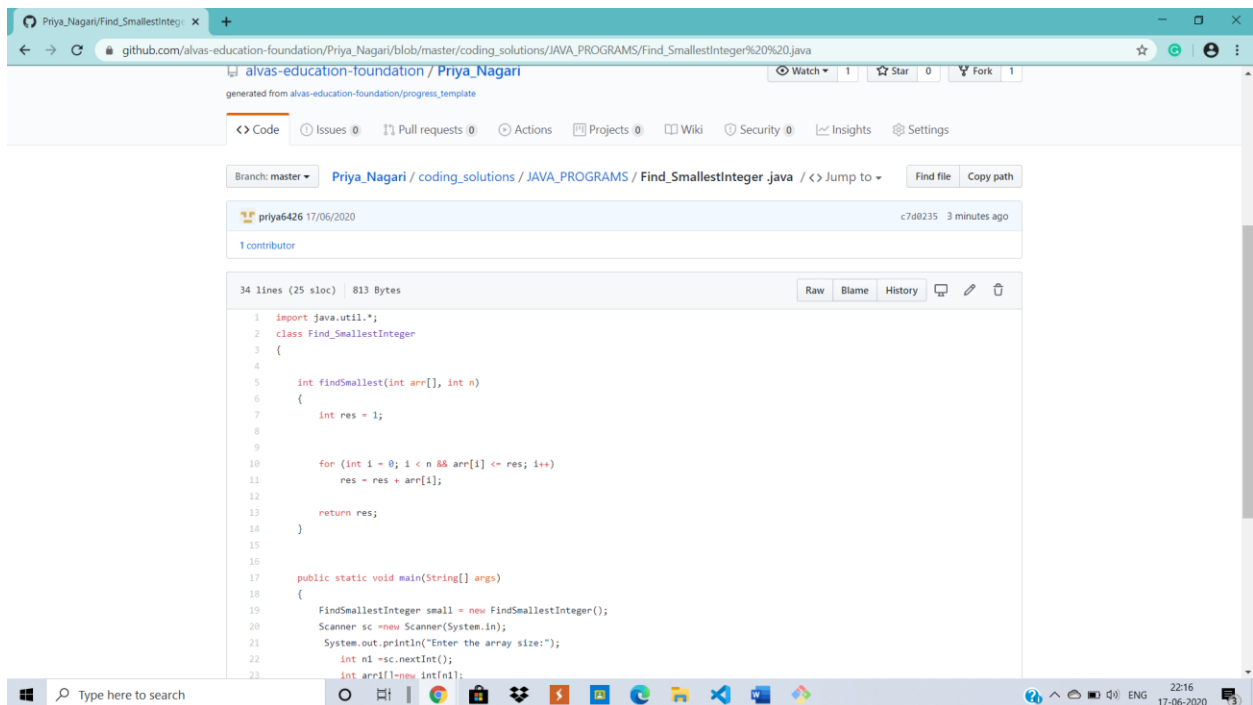 Priya_Nagari/Find_SmallestIntege
github.com/alvas-education-foundation/Priya_Nagari/blob/master/coding_solutions/JAVA_PROGRAMS/Find_SmallestInteger%20%20.java
alvas-education-foundation / Priya_Nagari
Watch 1 Star 0 Fork 1
generated from alvas-education-foundation/progress_template
<> Code Issues 0 Pull requests 0 Actions Projects 0 Wiki Security 0 Insights Settings
Branch: master Priya_Nagari / coding_solutions / JAVA_PROGRAMS / Find_SmallestInteger .java / <> Jump to Find file Copy path
priya6426 17/06/2020 c7d0235 3 minutes ago
1 contributor
34 lines (25 sloc) 813 Bytes Raw Blame History
1 import java.util.*;
2 class Find_SmallestInteger
3 {
4
5 int findSmallest(int arr[], int n)
6 {
7 int res = 1;
8
9
10 for (int i = 0; i < n && arr[i] <= res; i++)
11 res = res + arr[i];
12
13 return res;
14 }
15
16
17 public static void main(String[] args)
18 {
19 FindSmallestInteger small = new FindSmallestInteger();
20 Scanner sc =new Scanner(System.in);
21 System.out.println("Enter the array size:");
22 int n1 =sc.nextInt();
23 int arr1[]=new int[n1];
Type here to search
ENG
22:16
17-06-2020
3